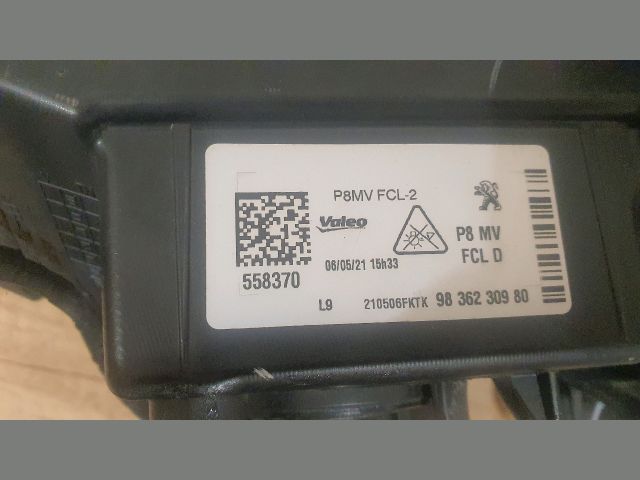 P8MV FCL-2
Valeo
P8 MV
FCL D
06/05/21 15h33
558370
L9 210506FKTK 98 362 309 80